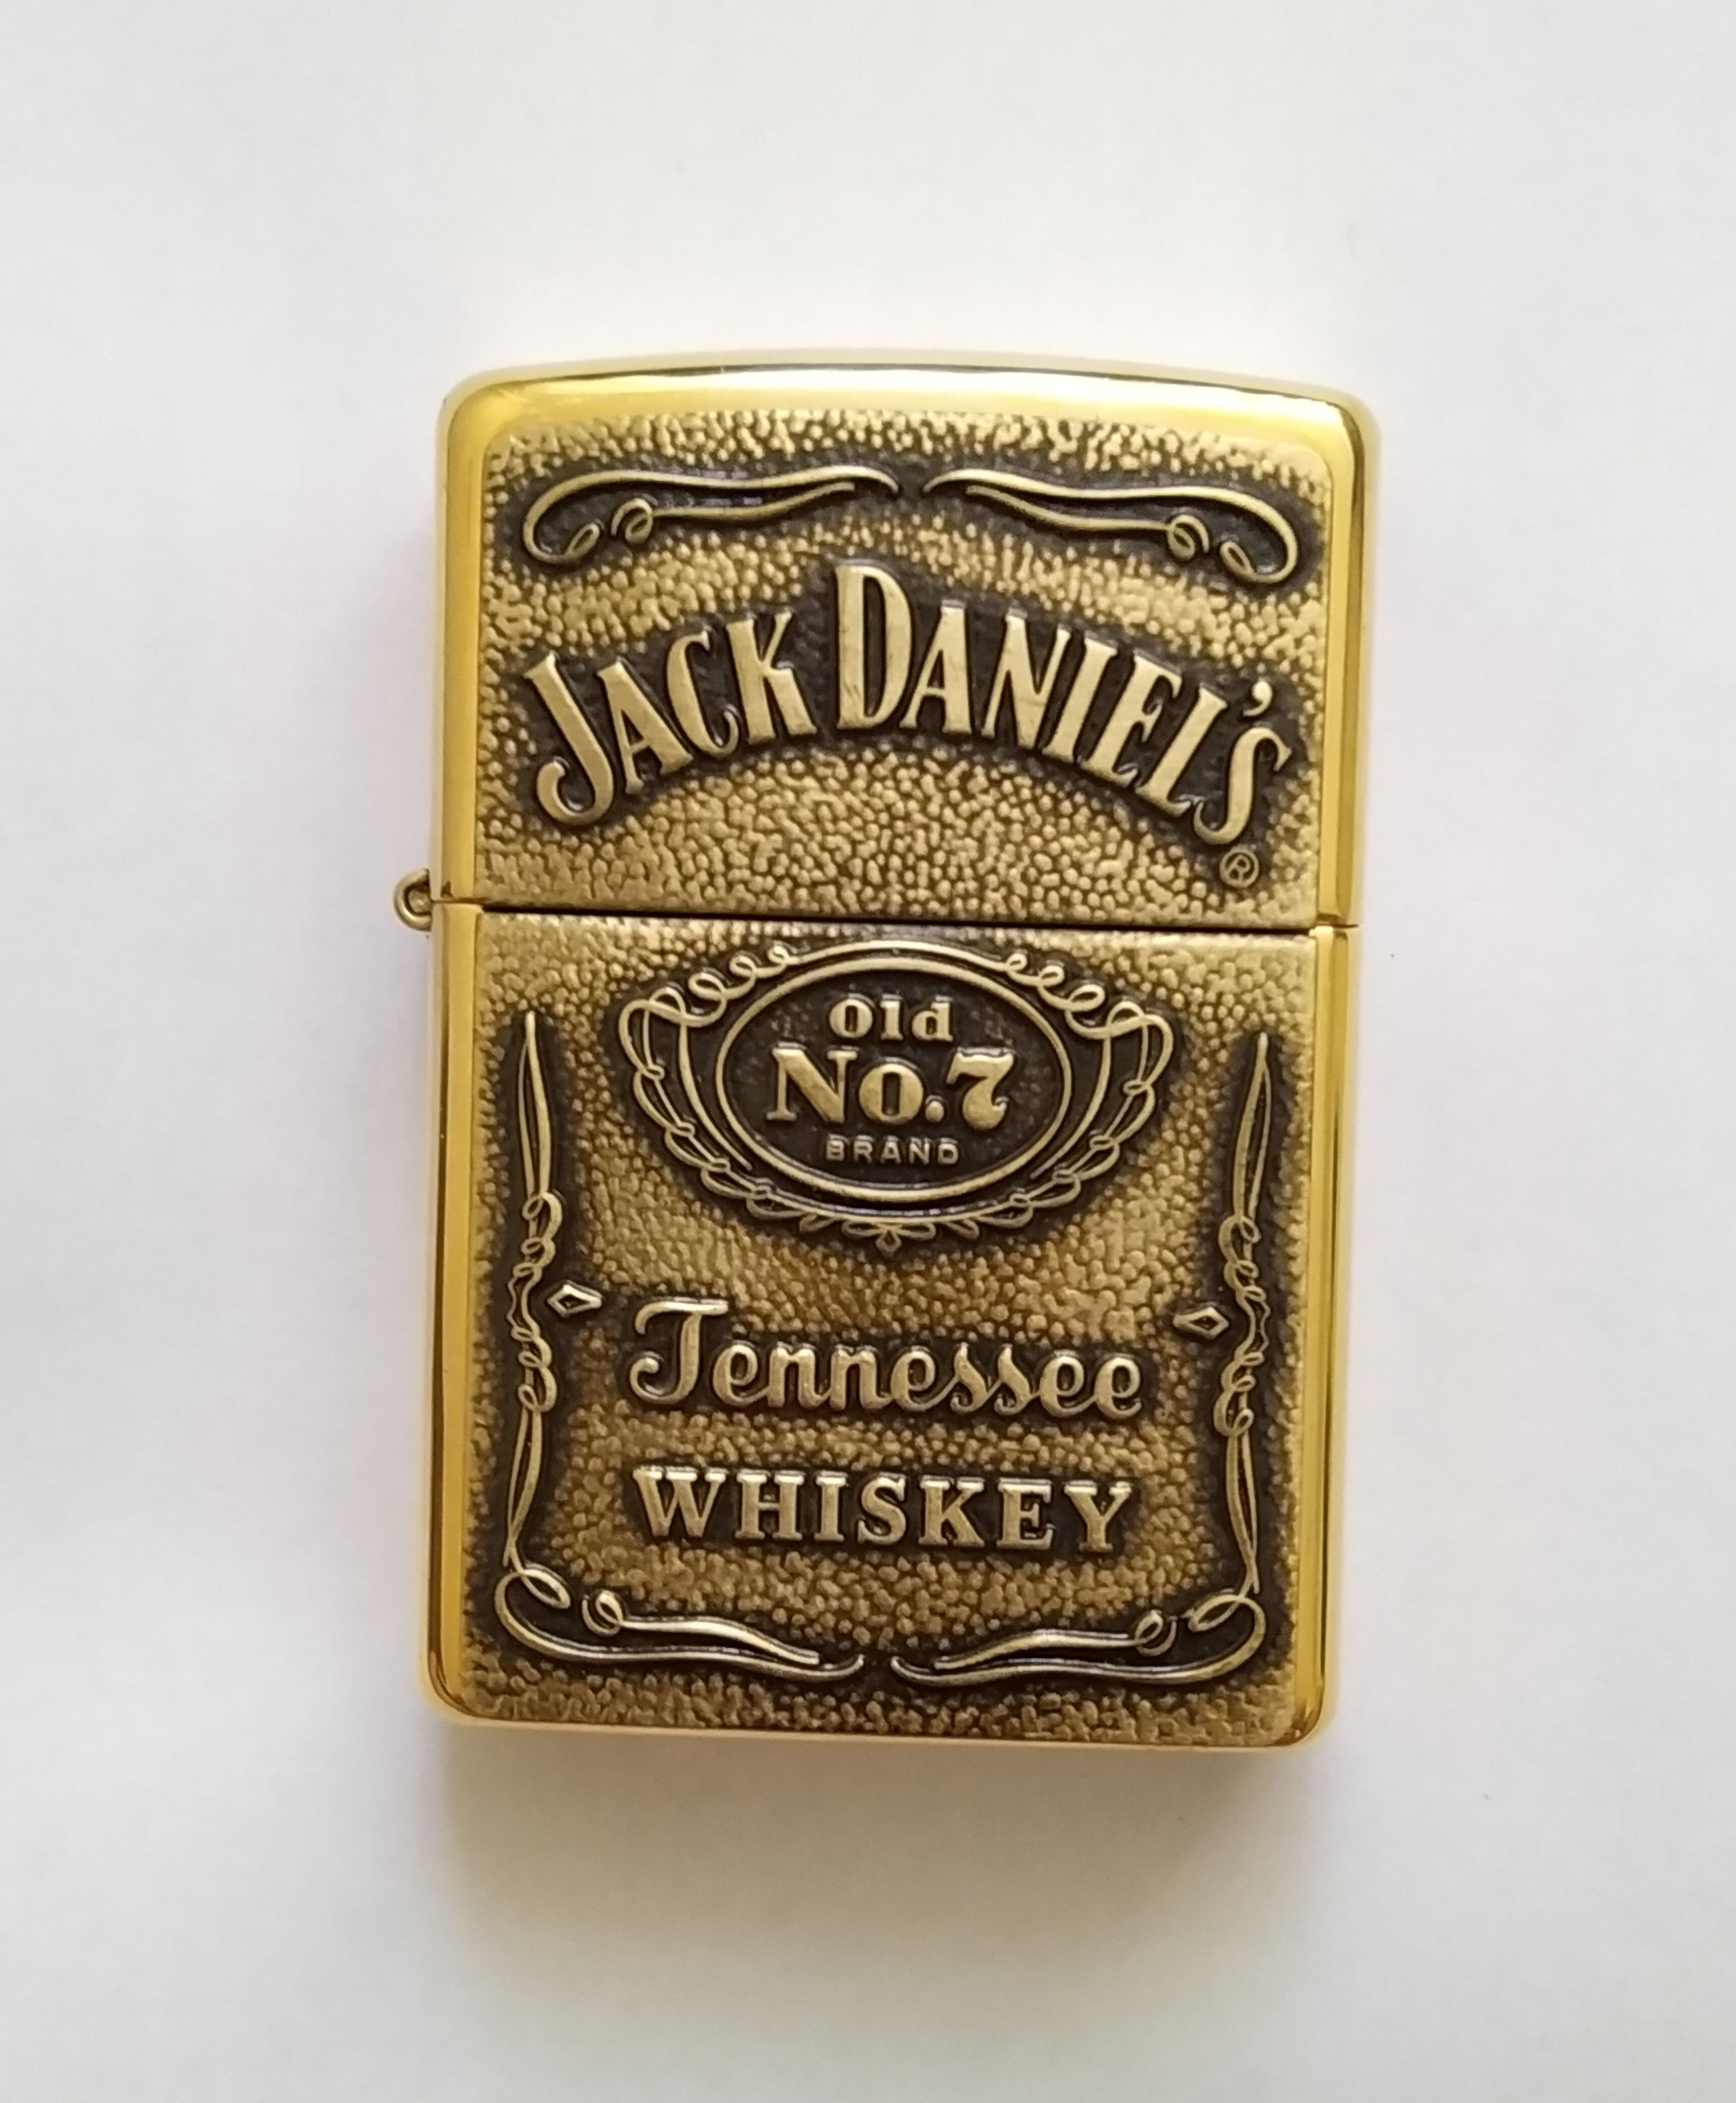 JACK DANIEL'S
®
Old
No.7
BRAND
Tennessee
WHISKEY